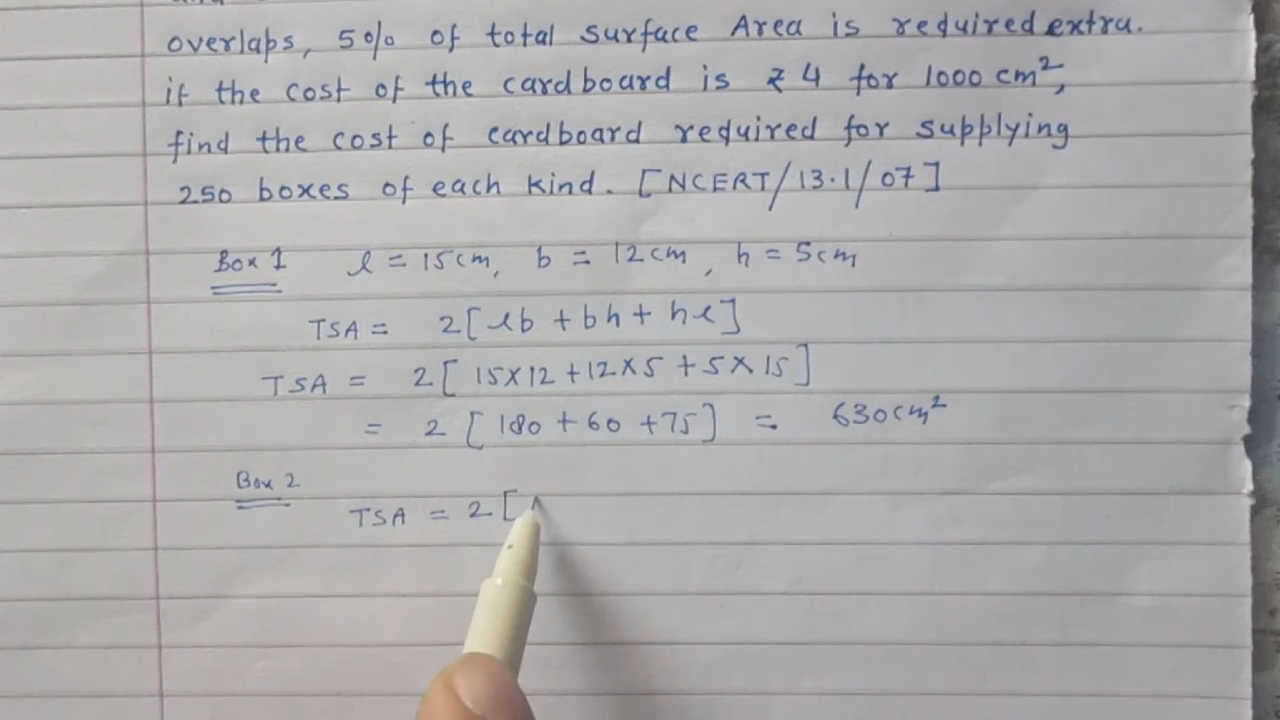 overlaps, 5% of total surface Area is required extra.
if the cost of the cardboard is ₹ 4 for 1000 cm²,
find the cost of cardboard required for supplying
250 boxes of each kind. [NCERT/13.1/07]
Box 1 l = 15cm, b = 12cm, h = 5cm
TSA = 2[lb + bh + hl]
TSA = 2[ 15×12 + 12×5 + 5×15]
= 2 [180 + 60 + 75] = 630cm²
Box 2
TSA = 2 [